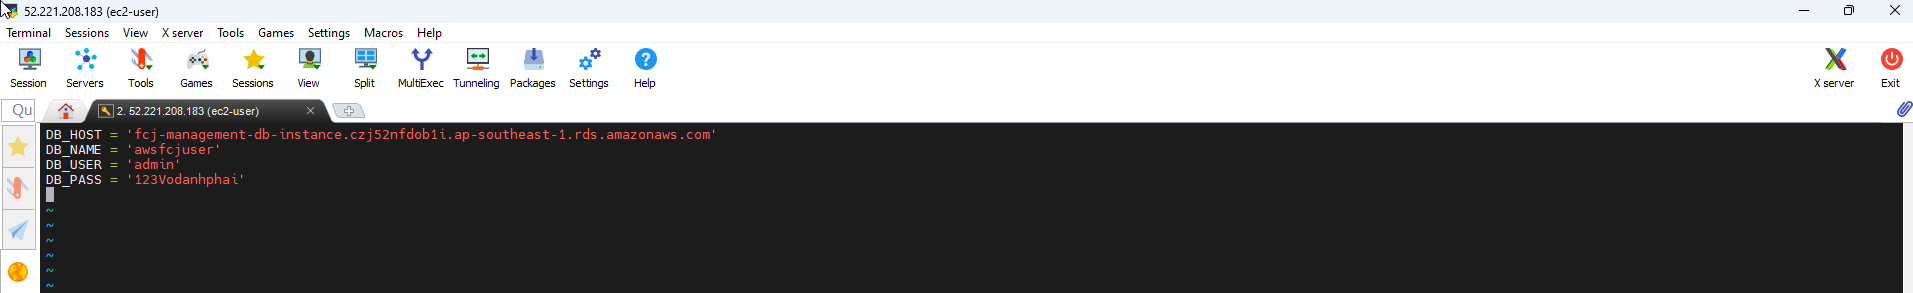 52.221.208.183 (ec2-user)
Terminal Sessions View X server Tools Games Settings Macros Help
Session Servers Tools Games Sessions View Split MultiExec Tunneling Packages Settings Help X server Exit
Qu 2. 52.221.208.183 (ec2-user)
DB_HOST = 'fcj-management-db-instance.czj52nfdob1i.ap-southeast-1.rds.amazonaws.com'
DB_NAME = 'awsfcjuser'
DB_USER = 'admin'
DB_PASS = '123Vodanhphai'
~
~
~
~
~
~